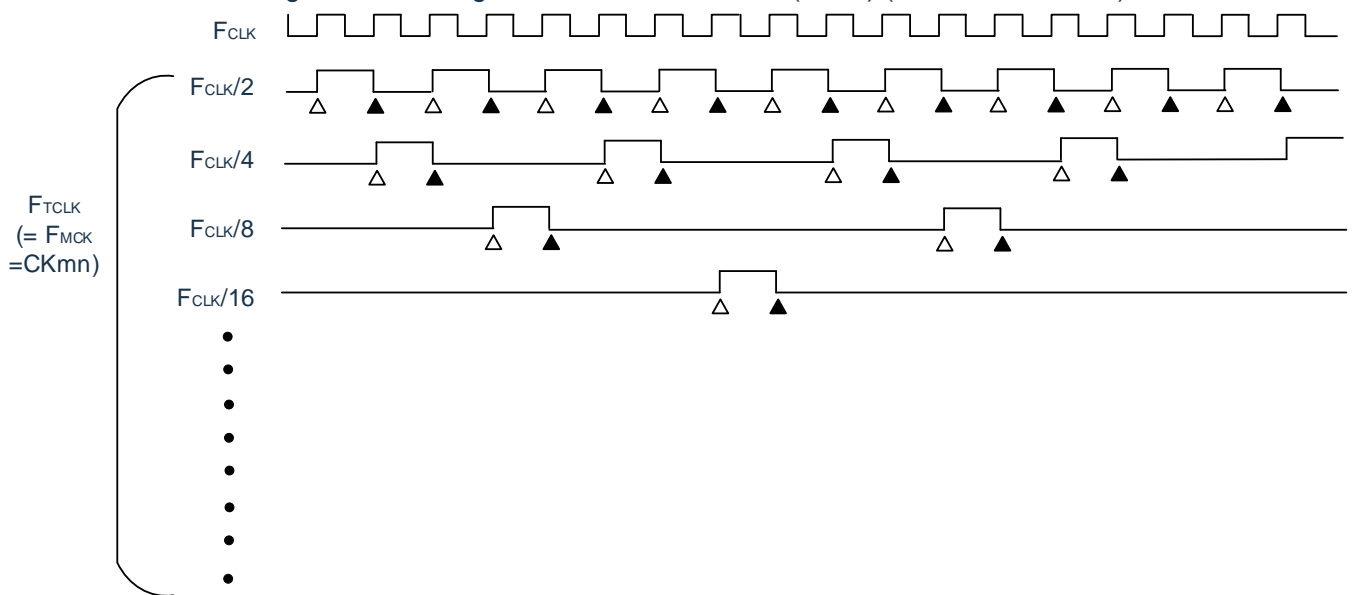 FCLK
FCLK/2
FCLK/4
FCLK/8
FCLK/16
FTCLK
(= FMCK
=CKmn)